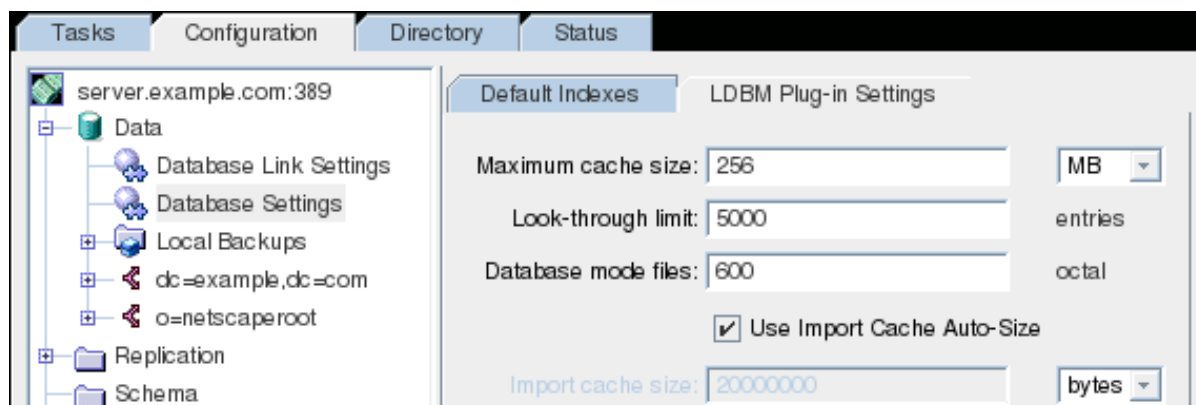 Tasks Configuration Directory Status
server.example.com:389
Data
Database Link Settings
Database Settings
Local Backups
dc=example,dc=com
o=netscaperoot
Replication
Schema
Default Indexes LDBM Plug-in Settings
Maximum cache size: 256 MB
Look-through limit: 5000 entries
Database mode files: 600 octal
Use Import Cache Auto-Size
Import cache size: 20000000 bytes